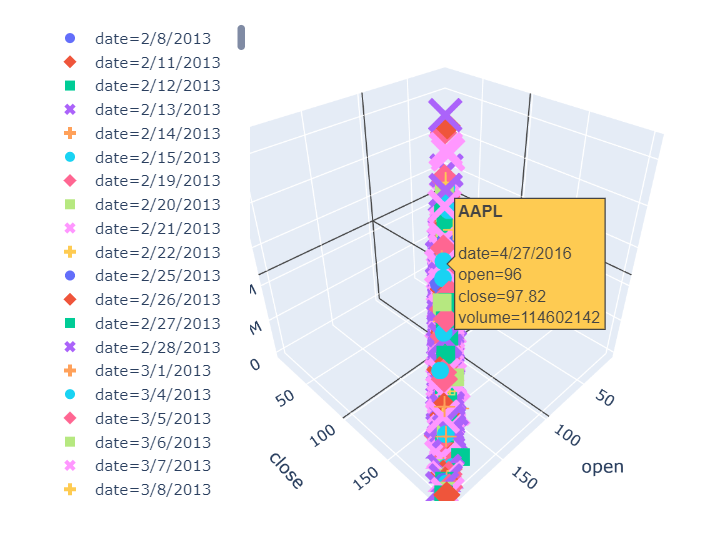 date=2/8/2013
date=2/11/2013
date=2/12/2013
date=2/13/2013
date=2/14/2013
date=2/15/2013
date=2/19/2013
date=2/20/2013
date=2/21/2013
date=2/22/2013
date=2/25/2013
date=2/26/2013
date=2/27/2013
date=2/28/2013
date=3/1/2013
date=3/4/2013
date=3/5/2013
date=3/6/2013
date=3/7/2013
date=3/8/2013
AAPL
date=4/27/2016
open=96
close=97.82
volume=114602142
M
M
0
50
100
150
close
50
100
150
open